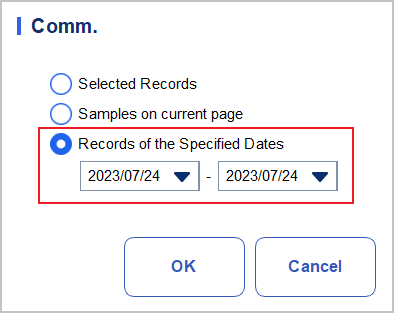 Comm.
Selected Records
Samples on current page
Records of the Specified Dates
2023/07/24 - 2023/07/24
OK Cancel